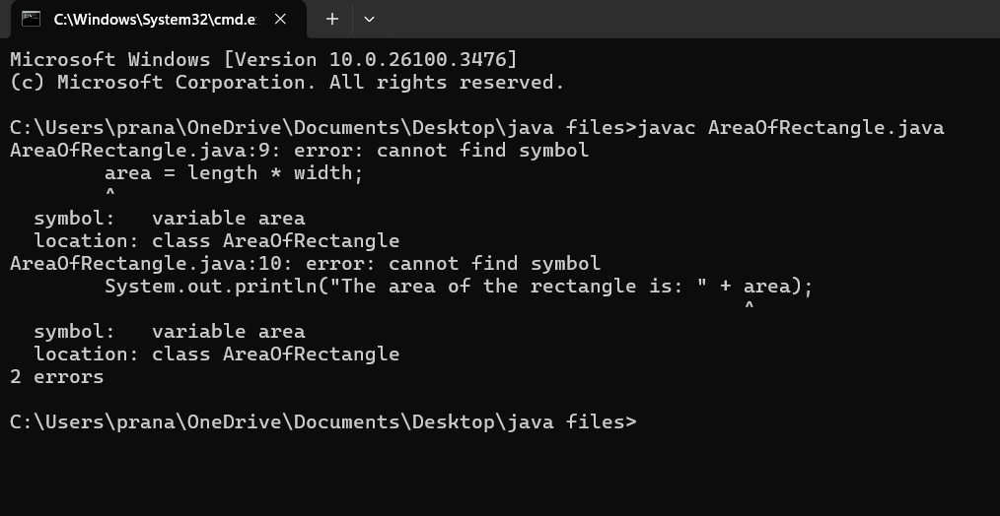 C:\Windows\System32\cmd.e
Microsoft Windows [Version 10.0.26100.3476]
(c) Microsoft Corporation. All rights reserved.
C:\Users\prana\OneDrive\Documents\Desktop\java files>javac AreaOfRectangle.java
AreaOfRectangle.java:9: error: cannot find symbol
        area = length * width;
        ^
  symbol:   variable area
  location: class AreaOfRectangle
AreaOfRectangle.java:10: error: cannot find symbol
        System.out.println("The area of the rectangle is: " + area);
                                                              ^
  symbol:   variable area
  location: class AreaOfRectangle
2 errors
C:\Users\prana\OneDrive\Documents\Desktop\java files>